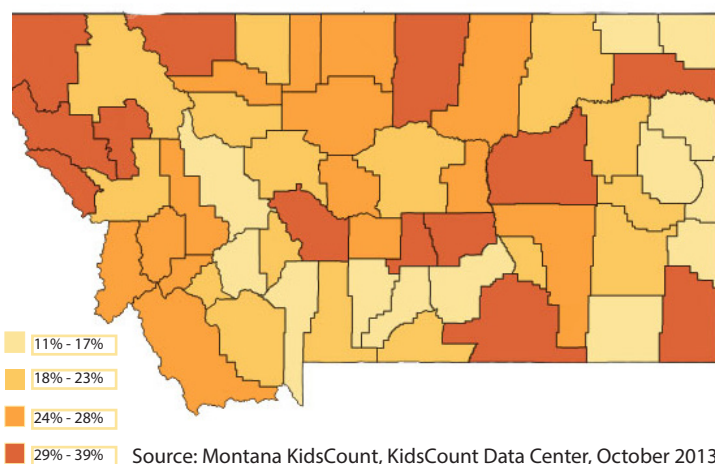 11% - 17%
18% - 23%
24% - 28%
29% - 39%
Source: Montana KidsCount, KidsCount Data Center, October 2013